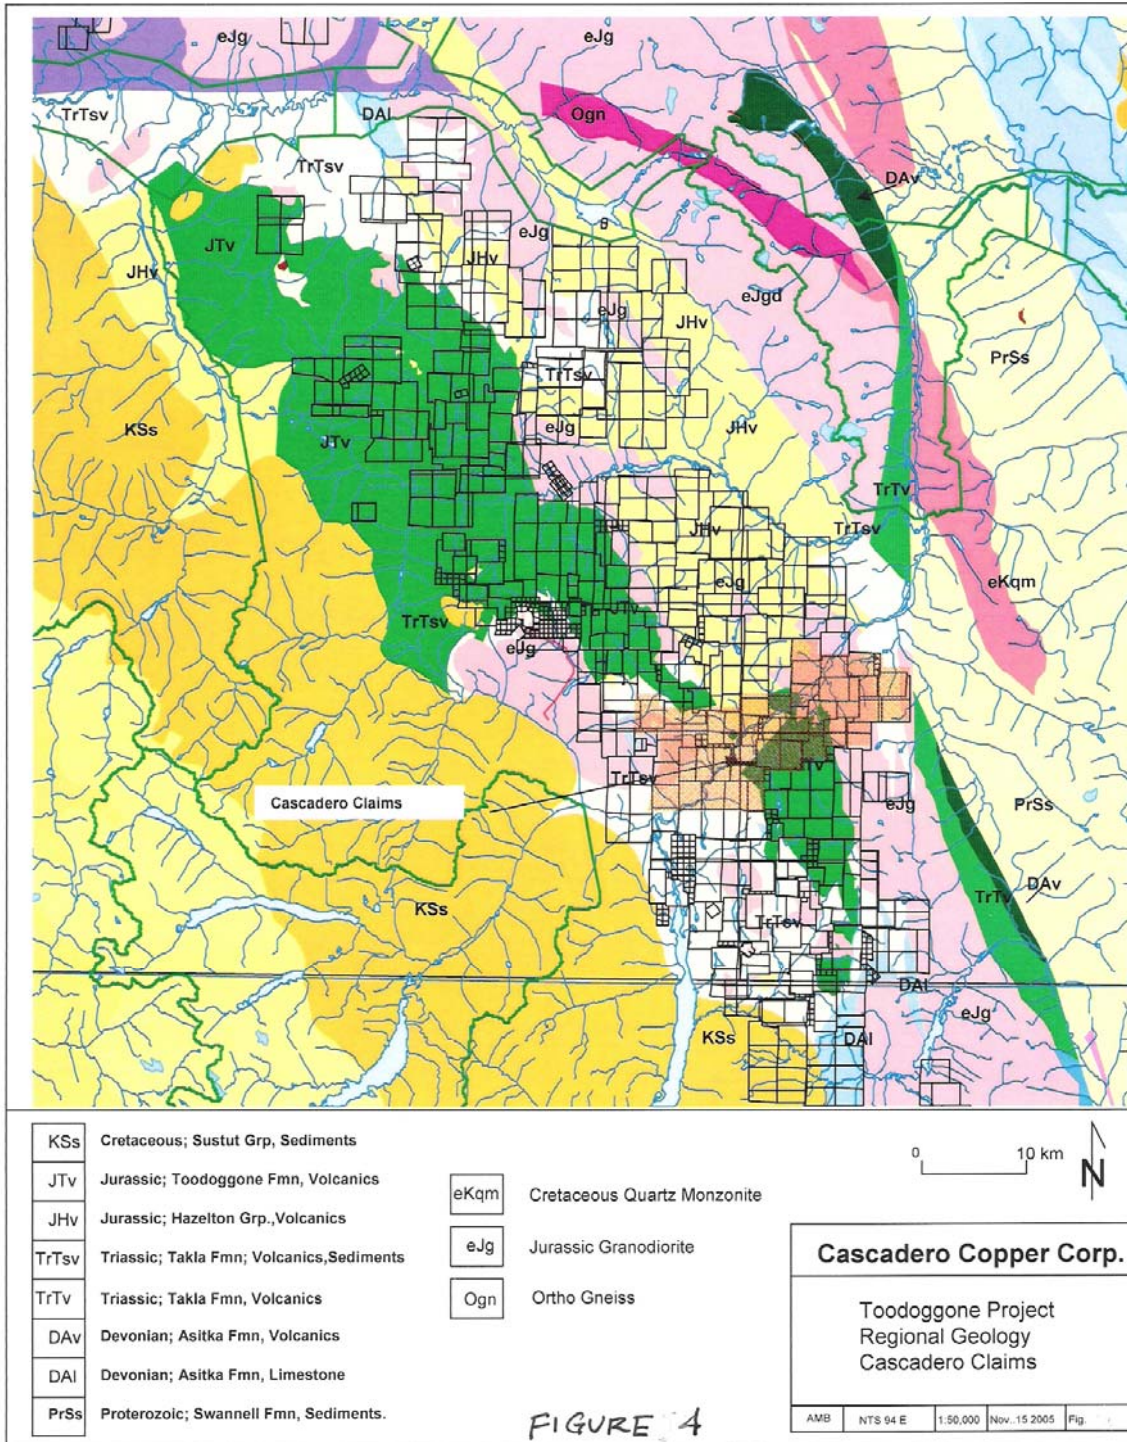 eJg
eJg
TrTsv
DAl
Ogn
TrTsv
DAv
JTv
eJg
JHv
JHv
eJgd
eJg
JHv
PrSs
TrTsv
KSs
eJg
JHv
JTv
TrTv
JHv
TrTsv
eJg
eKqm
JTv
TrTsv
eJg
TrTsv
Cascadero Claims
eJg
PrSs
DAv
TrTv
KSs
TrTsv
DAl
eJg
KSs
DAl
KSs Cretaceous; Sustut Grp, Sediments
JTv Jurassic; Toodoggone Fmn, Volcanics
JHv Jurassic; Hazelton Grp.,Volcanics
TrTsv Triassic; Takla Fmn; Volcanics,Sediments
TrTv Triassic; Takla Fmn, Volcanics
DAv Devonian; Asitka Fmn, Volcanics
DAl Devonian; Asitka Fmn, Limestone
PrSs Proterozoic; Swannell Fmn, Sediments.
eKqm Cretaceous Quartz Monzonite
eJg Jurassic Granodiorite
Ogn Ortho Gneiss
0 10 km
N
Cascadero Copper Corp.
Toodoggone Project
Regional Geology
Cascadero Claims
AMB NTS 94 E 1:50,000 Nov..15 2005 Fig.
FIGURE 4